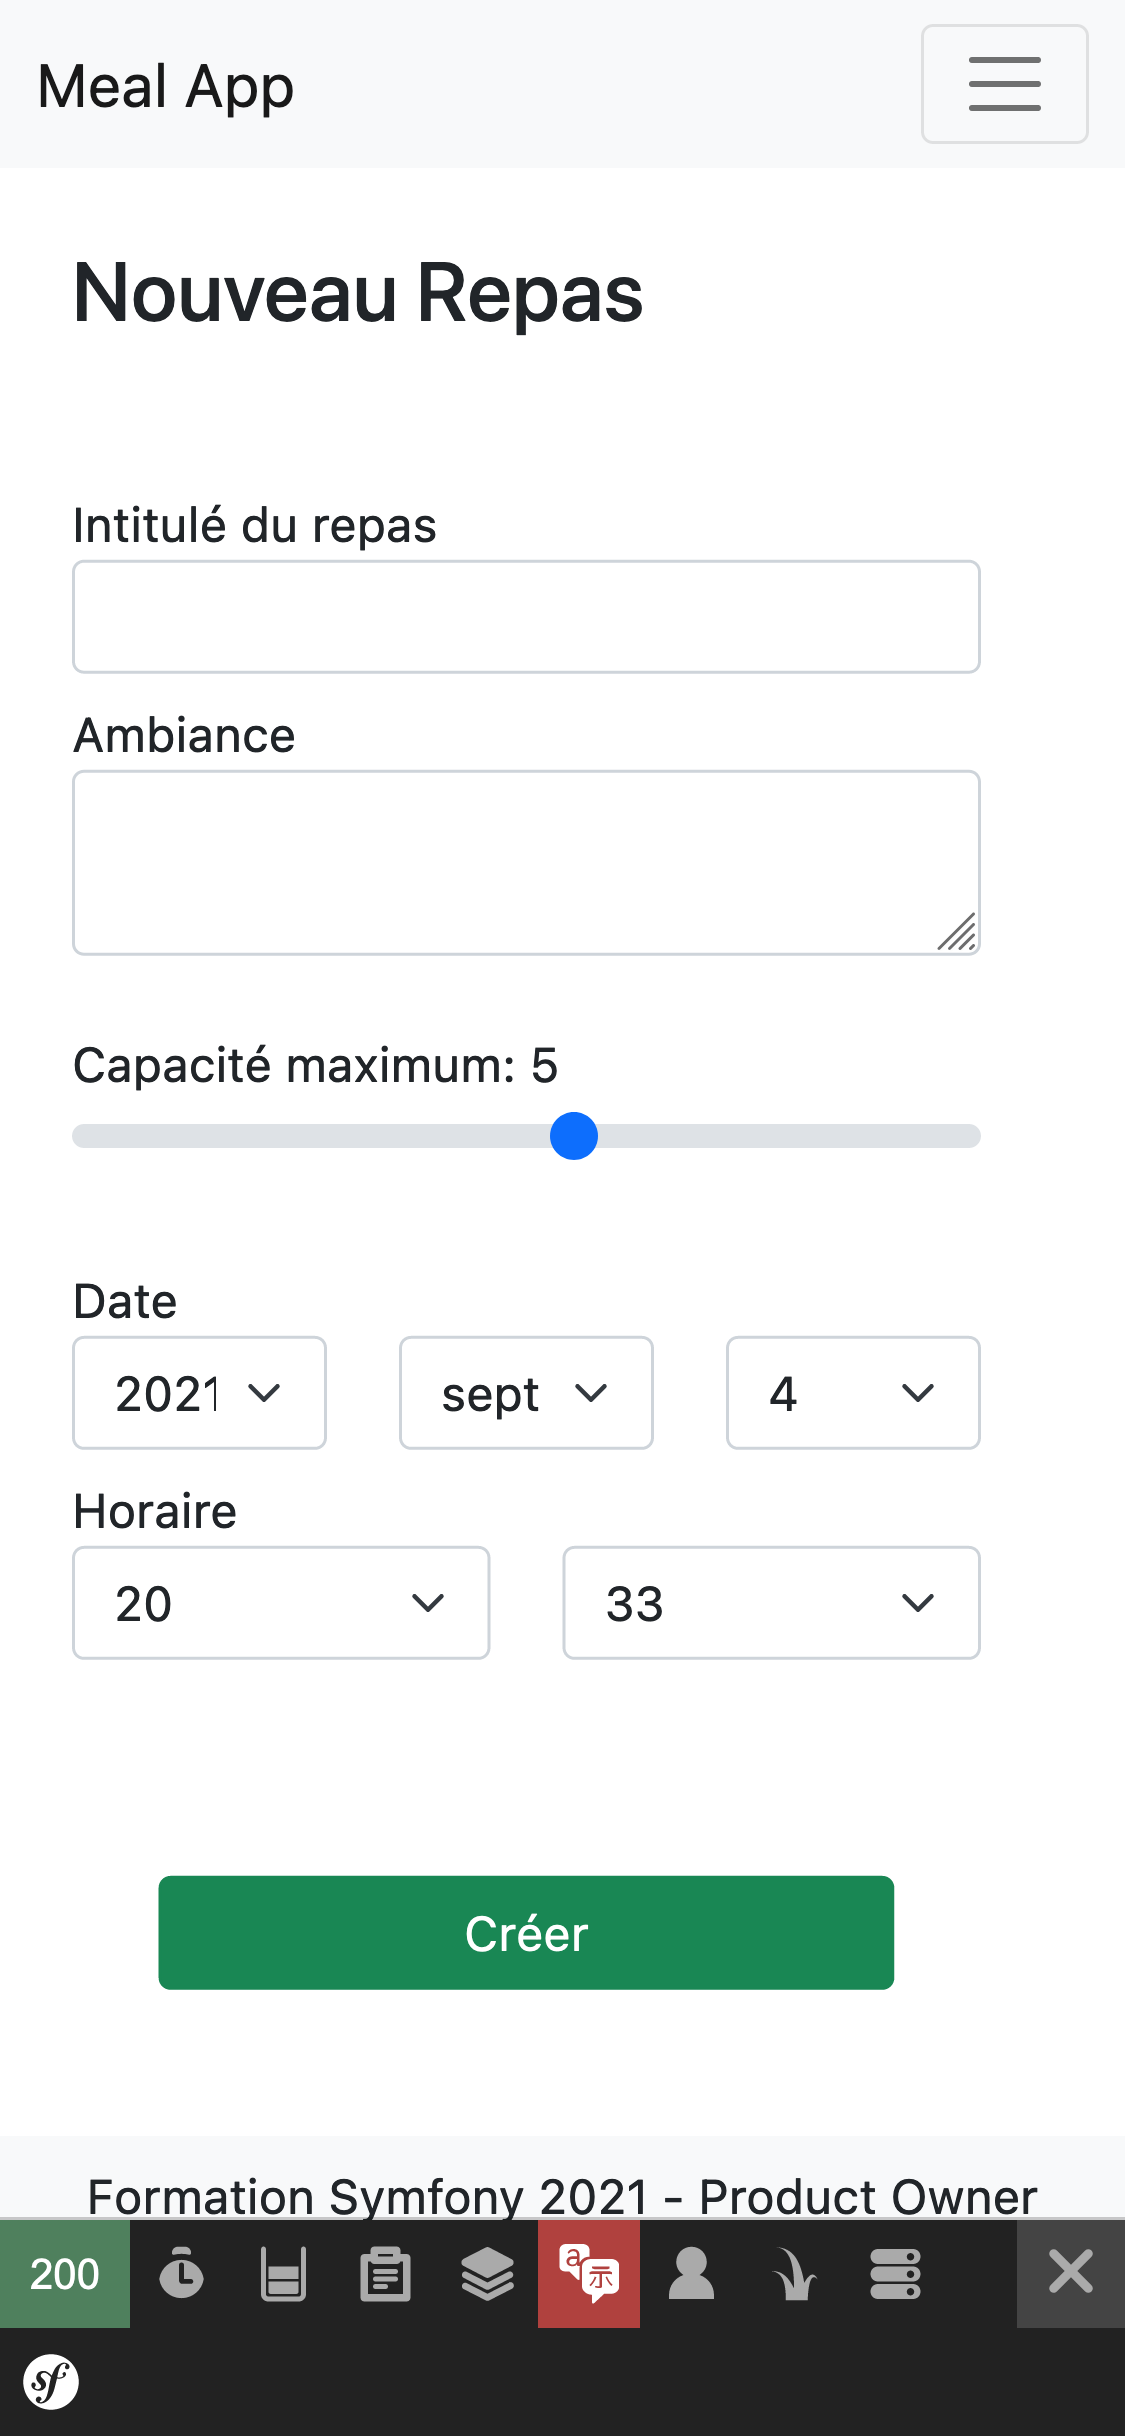 Meal App
Nouveau Repas
Intitulé du repas
Ambiance
Capacité maximum: 5
Date
2021 sept 4
Horaire
20 33
Créer
Formation Symfony 2021 - Product Owner
200
sf